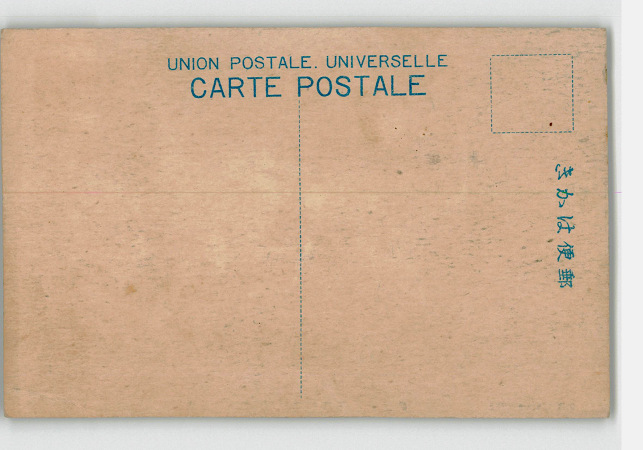 UNION POSTALE. UNIVERSELLE
CARTE POSTALE
郵便はかき